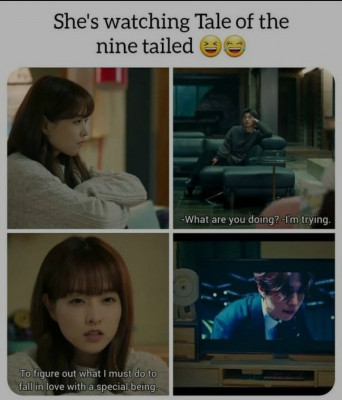 She's watching Tale of the
nine tailed 😆😅
-What are you doing? -I'm trying.
To figure out what I must do to
fall in love with a special being.